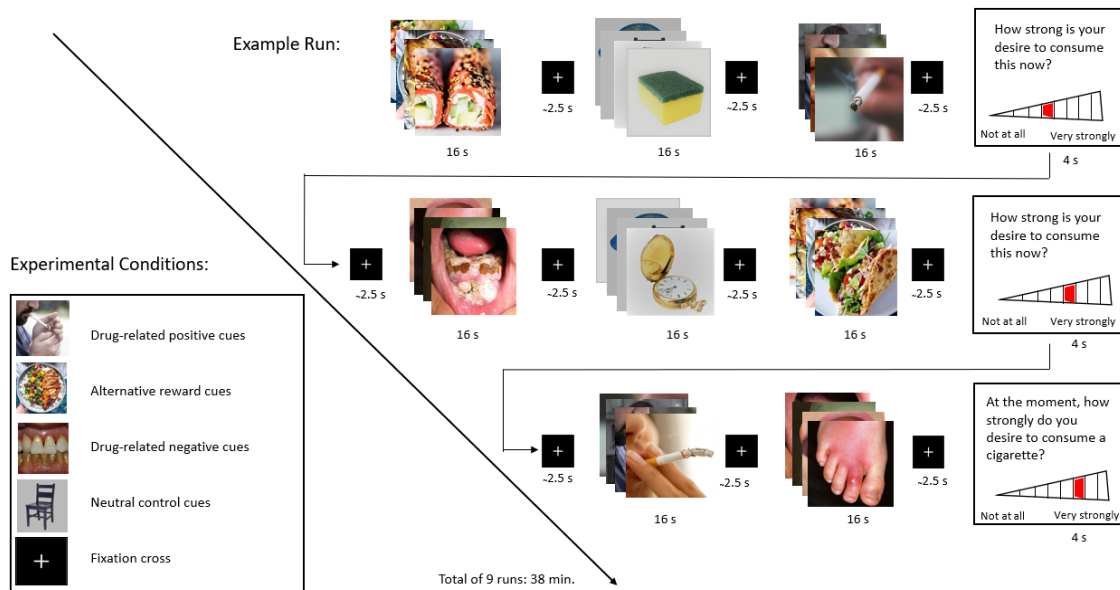 Example Run:
How strong is your
desire to consume
this now?
Not at all
Very strongly
~2.5 s
~2.5 s
~2.5 s
16 s
16 s
16 s
4 s
How strong is your
desire to consume
this now?
Not at all
Very strongly
~2.5 s
~2.5 s
~2.5 s
~2.5 s
16 s
16 s
16 s
4 s
At the moment, how
strongly do you
desire to consume a
cigarette?
Not at all
Very strongly
~2.5 s
~2.5 s
~2.5 s
16 s
16 s
4 s
Experimental Conditions:
Drug-related positive cues
Alternative reward cues
Drug-related negative cues
Neutral control cues
Fixation cross
Total of 9 runs: 38 min.